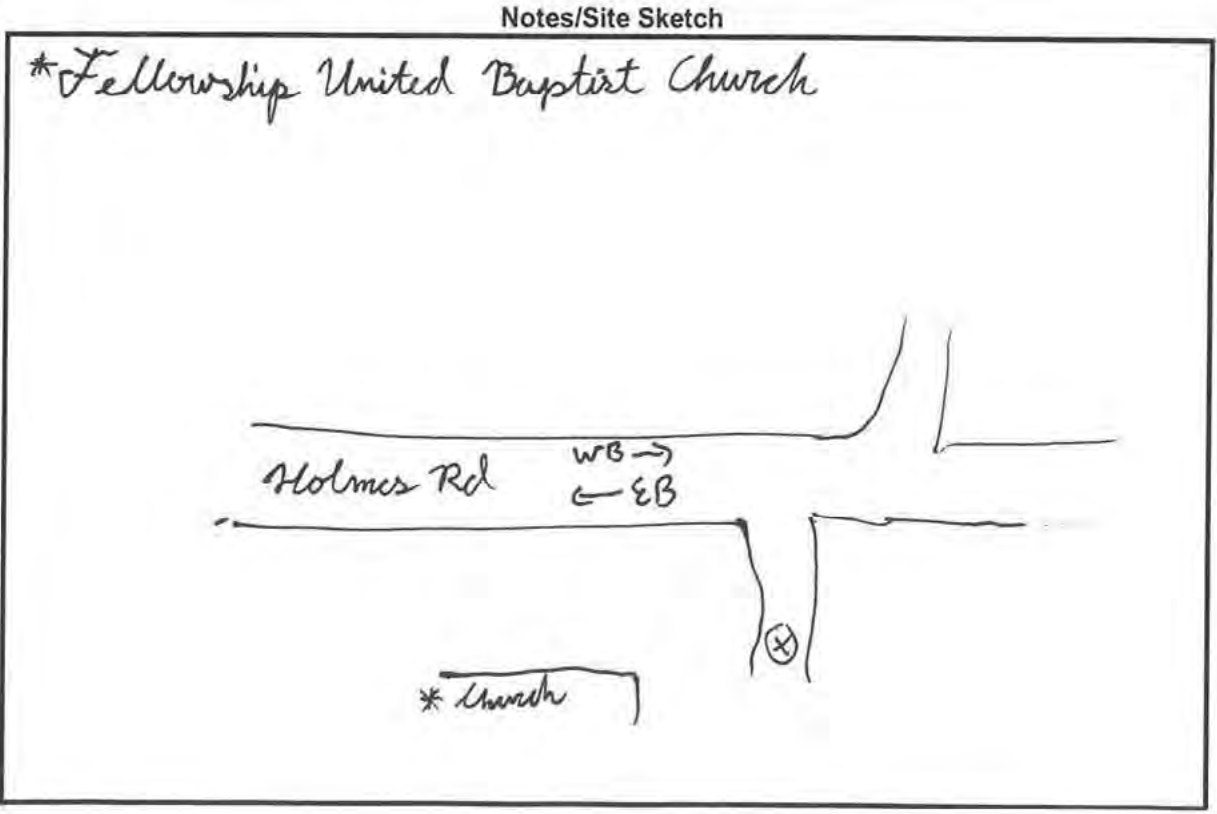 Notes/Site Sketch
*Fellowship United Baptist Church
WB →
Holmes Rd
← EB
* Church